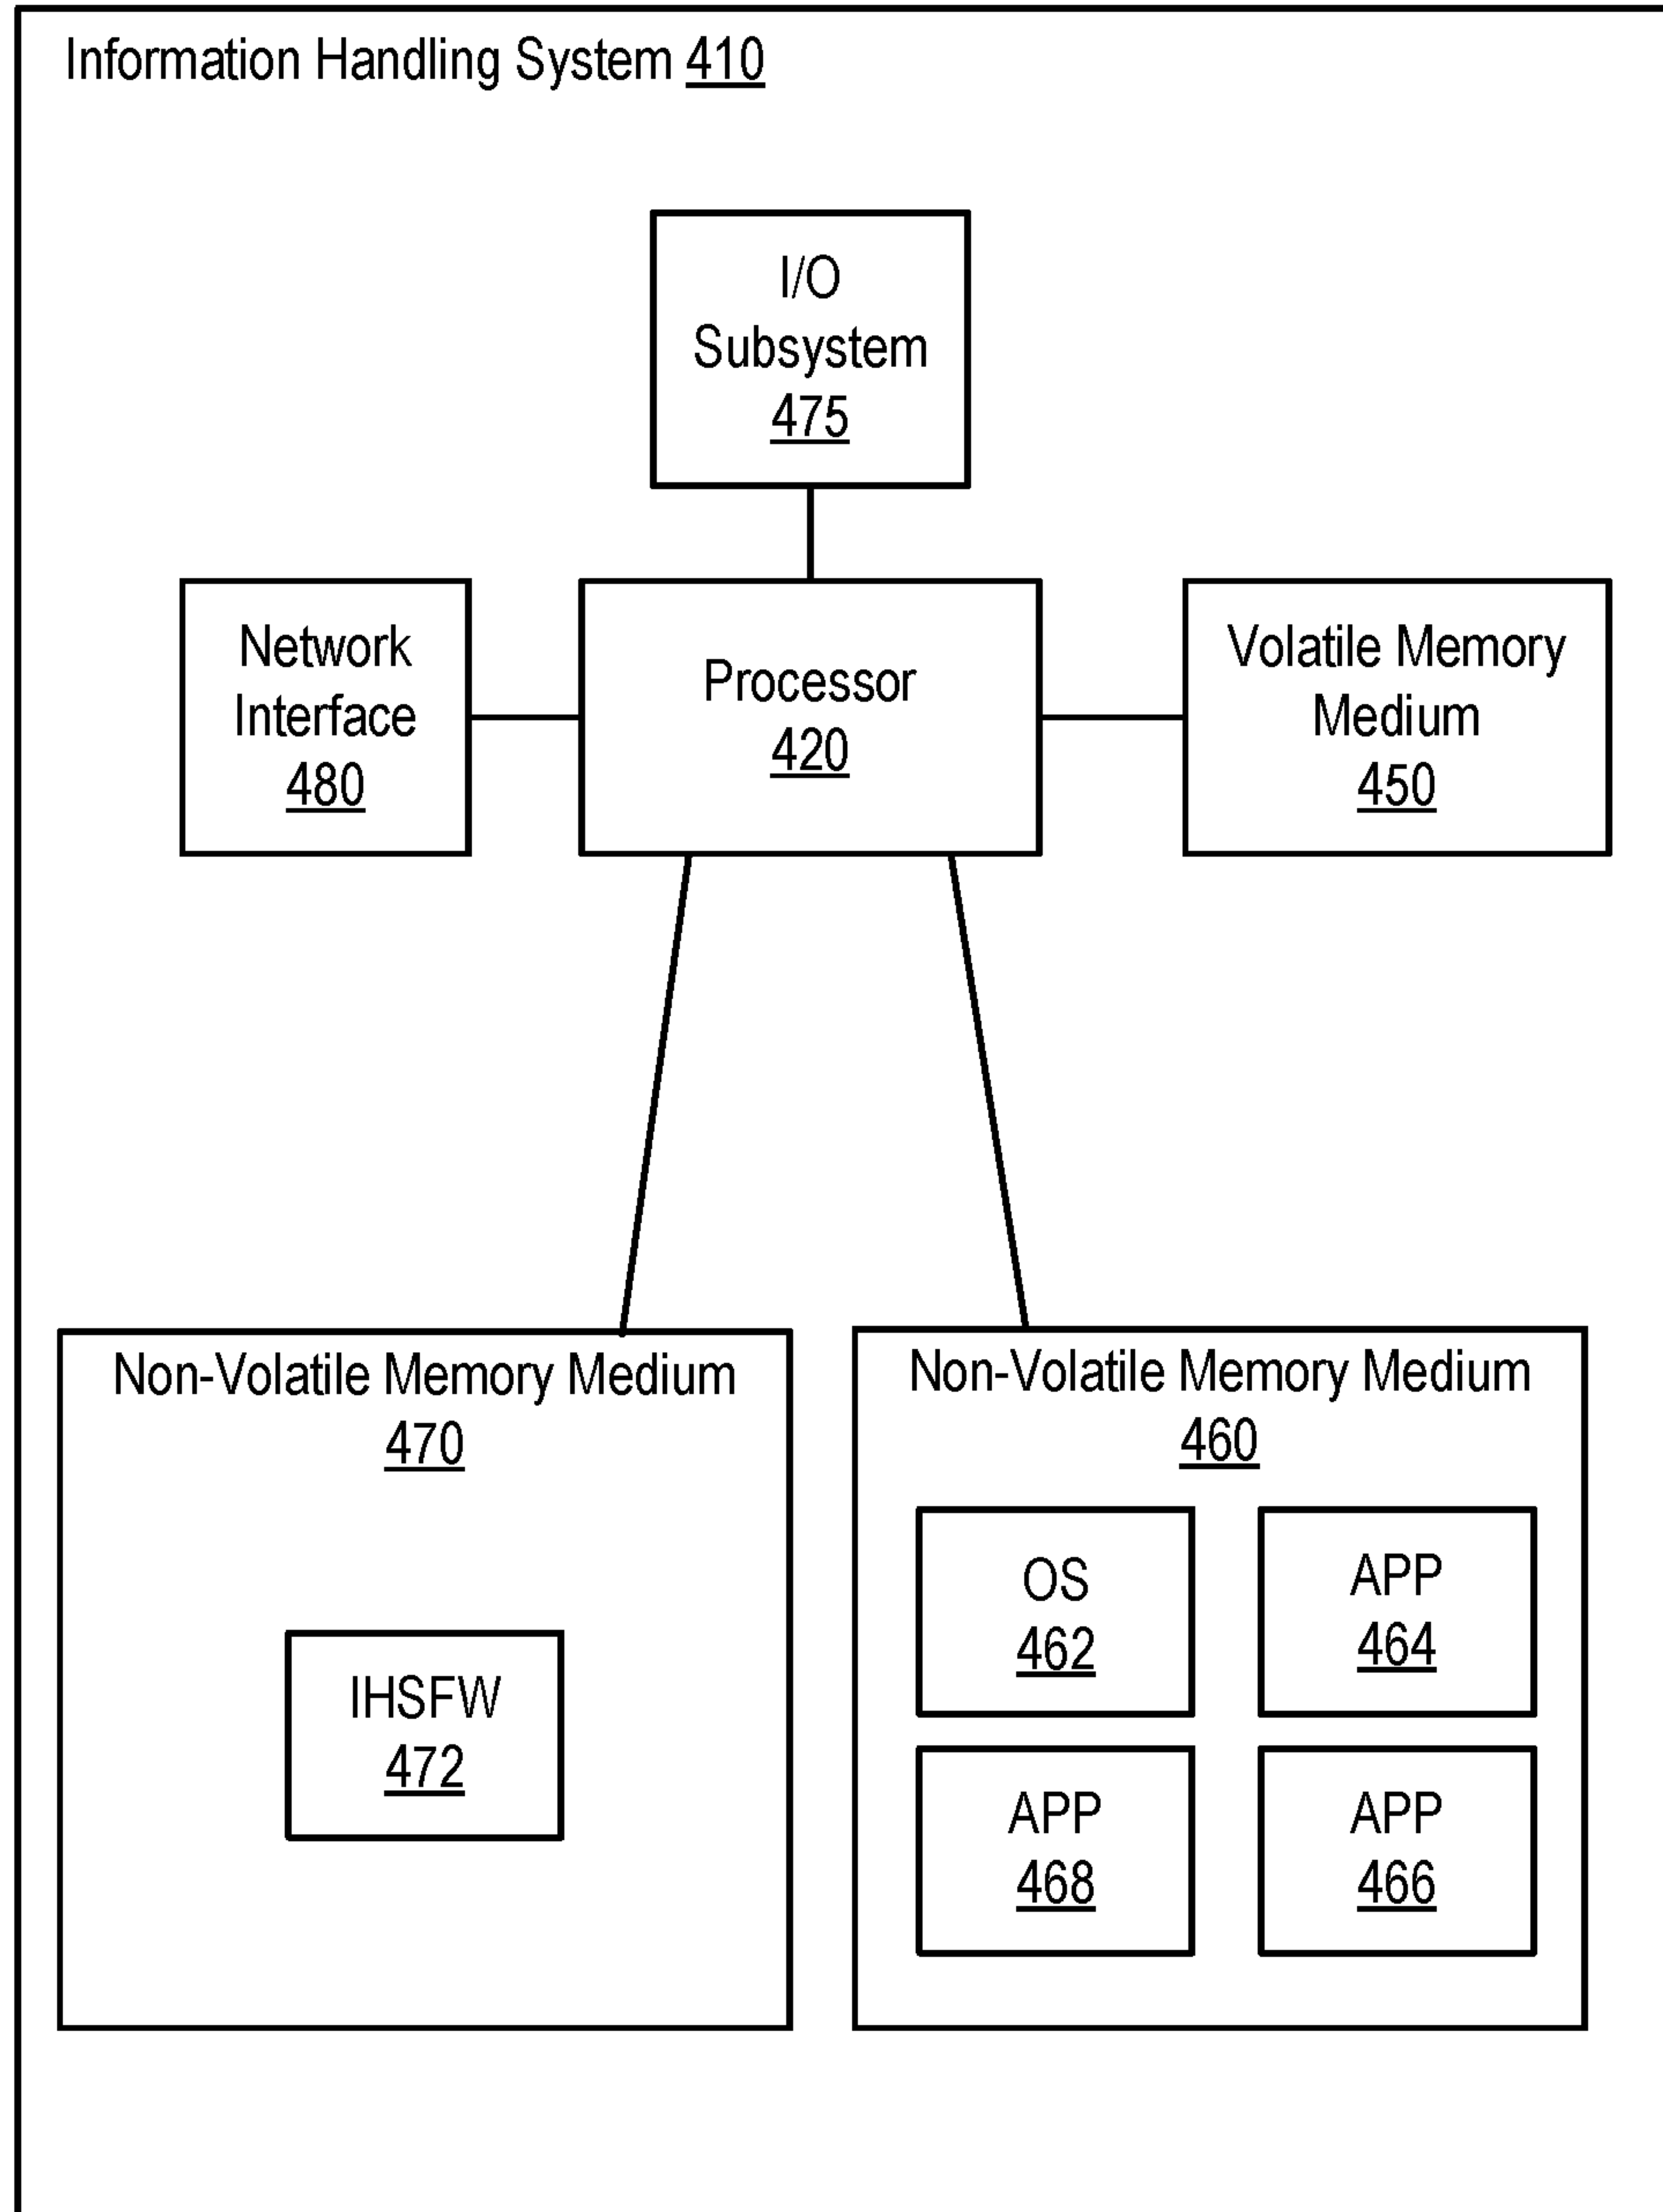 Information Handling System 410
I/O
Subsystem
475
Network
Interface
480
Processor
420
Volatile Memory
Medium
450
Non-Volatile Memory Medium
470
IHSFW
472
Non-Volatile Memory Medium
460
OS
462
APP
464
APP
468
APP
466